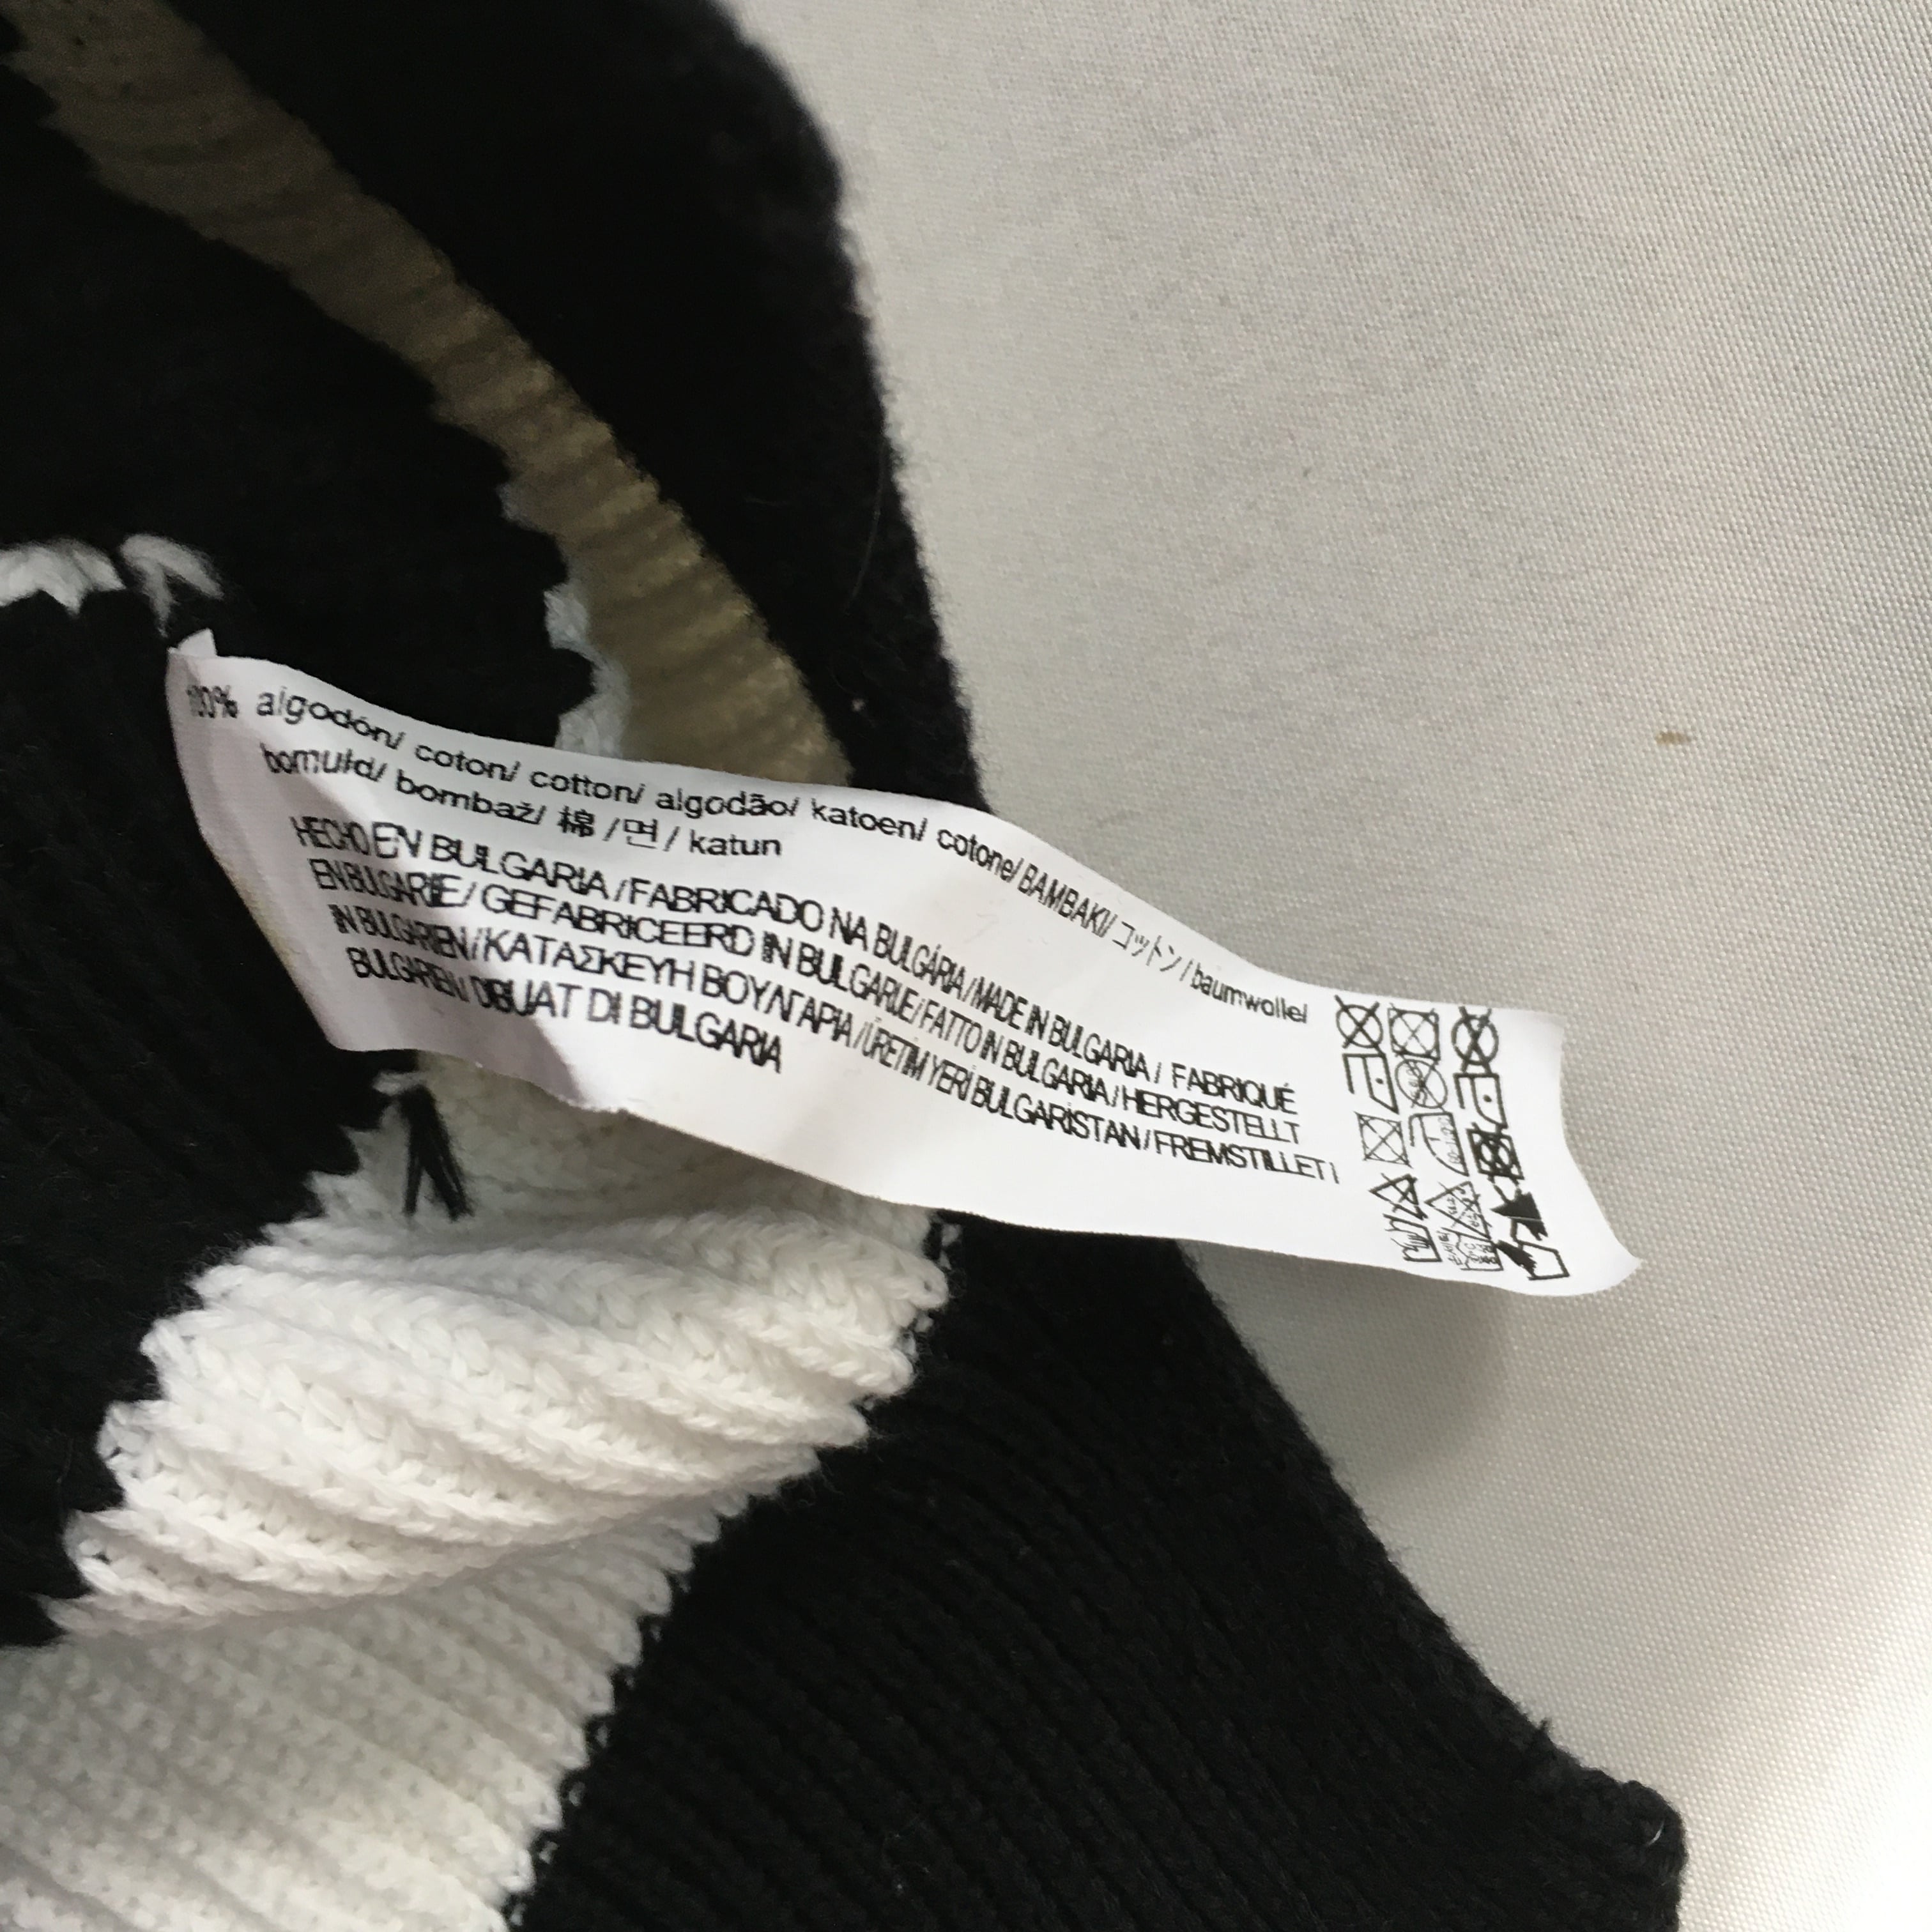 100% algodón/ coton/ cotton/ algodão/ katoen/ cotone/ BAMBAKI/ コットン / baumwolle/
bomuld/ bombaž/ 棉 /면 / katun
HECHO EN BULGARIA / FABRICADO NA BULGÁRIA / MADE IN BULGARIA / FABRIQUÉ
EN BULGARIE / GEFABRICEERD IN BULGARIJE / FATTO IN BULGARIA / HERGESTELLT
IN BULGARIEN / ΚΑΤΑΣΚΕΥΗ ΒΟΥΛΓΑΡΙΑ / ÜRETİM YERİ BULGARİSTAN / FREMSTILLET I
BULGARIEN/ DIBUAT DI BULGARIA